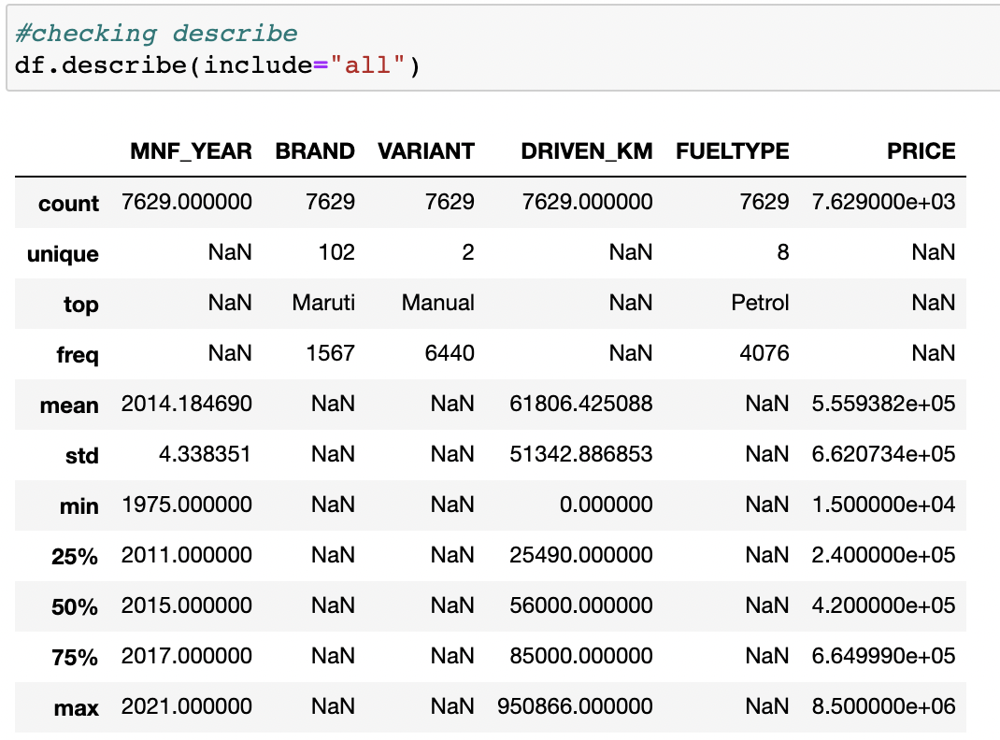 #checking describe
df.describe(include="all")
MNF_YEAR BRAND VARIANT DRIVEN_KM FUELTYPE PRICE
count 7629.000000 7629 7629 7629.000000 7629 7.629000e+03
unique NaN 102 2 NaN 8 NaN
top NaN Maruti Manual NaN Petrol NaN
freq NaN 1567 6440 NaN 4076 NaN
mean 2014.184690 NaN NaN 61806.425088 NaN 5.559382e+05
std 4.338351 NaN NaN 51342.886853 NaN 6.620734e+05
min 1975.000000 NaN NaN 0.000000 NaN 1.500000e+04
25% 2011.000000 NaN NaN 25490.000000 NaN 2.400000e+05
50% 2015.000000 NaN NaN 56000.000000 NaN 4.200000e+05
75% 2017.000000 NaN NaN 85000.000000 NaN 6.649990e+05
max 2021.000000 NaN NaN 950866.000000 NaN 8.500000e+06